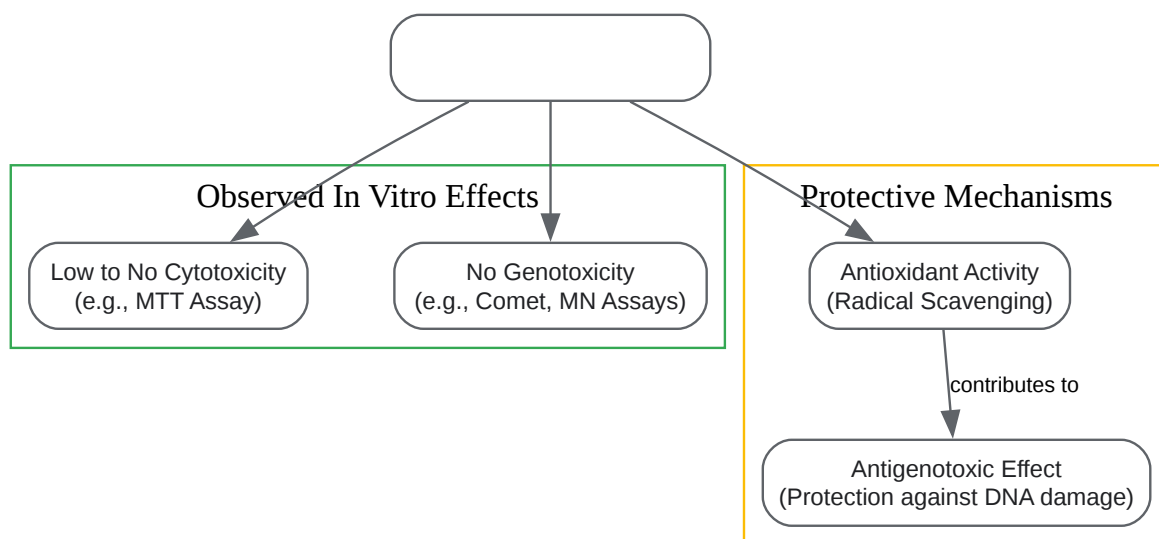 Observed In Vitro Effects
Protective Mechanisms
Low to No Cytotoxicity
(e.g., MTT Assay)
No Genotoxicity
(e.g., Comet, MN Assays)
Antioxidant Activity
(Radical Scavenging)
contributes to
Antigenotoxic Effect
(Protection against DNA damage)